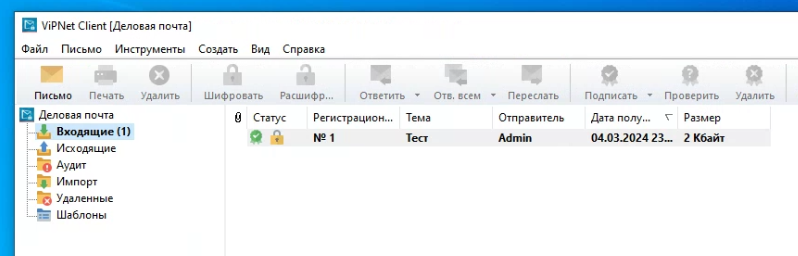 ViPNet Client [Деловая почта]
Файл Письмо Инструменты Создать Вид Справка
Письмо Печать Удалить Шифровать Расшифр... Ответить Отв. всем Переслать Подписать Проверить Удалить
Деловая почта
Входящие (1)
Исходящие
Аудит
Импорт
Удаленные
Шаблоны
Статус Регистрацион... Тема Отправитель Дата полу... Размер
№ 1 Тест Admin 04.03.2024 23... 2 Кбайт